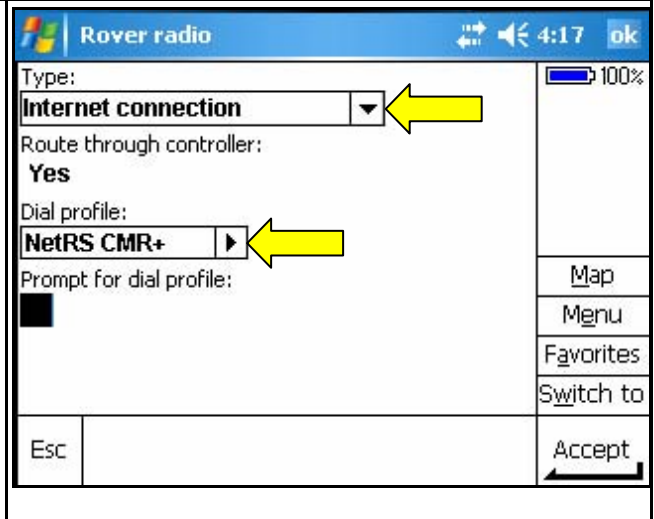 Rover radio 4:17 ok
Type: 100%
Internet connection
Route through controller:
Yes
Dial profile:
NetRS CMR+
Prompt for dial profile:
Map
Menu
Favorites
Switch to
Esc Accept